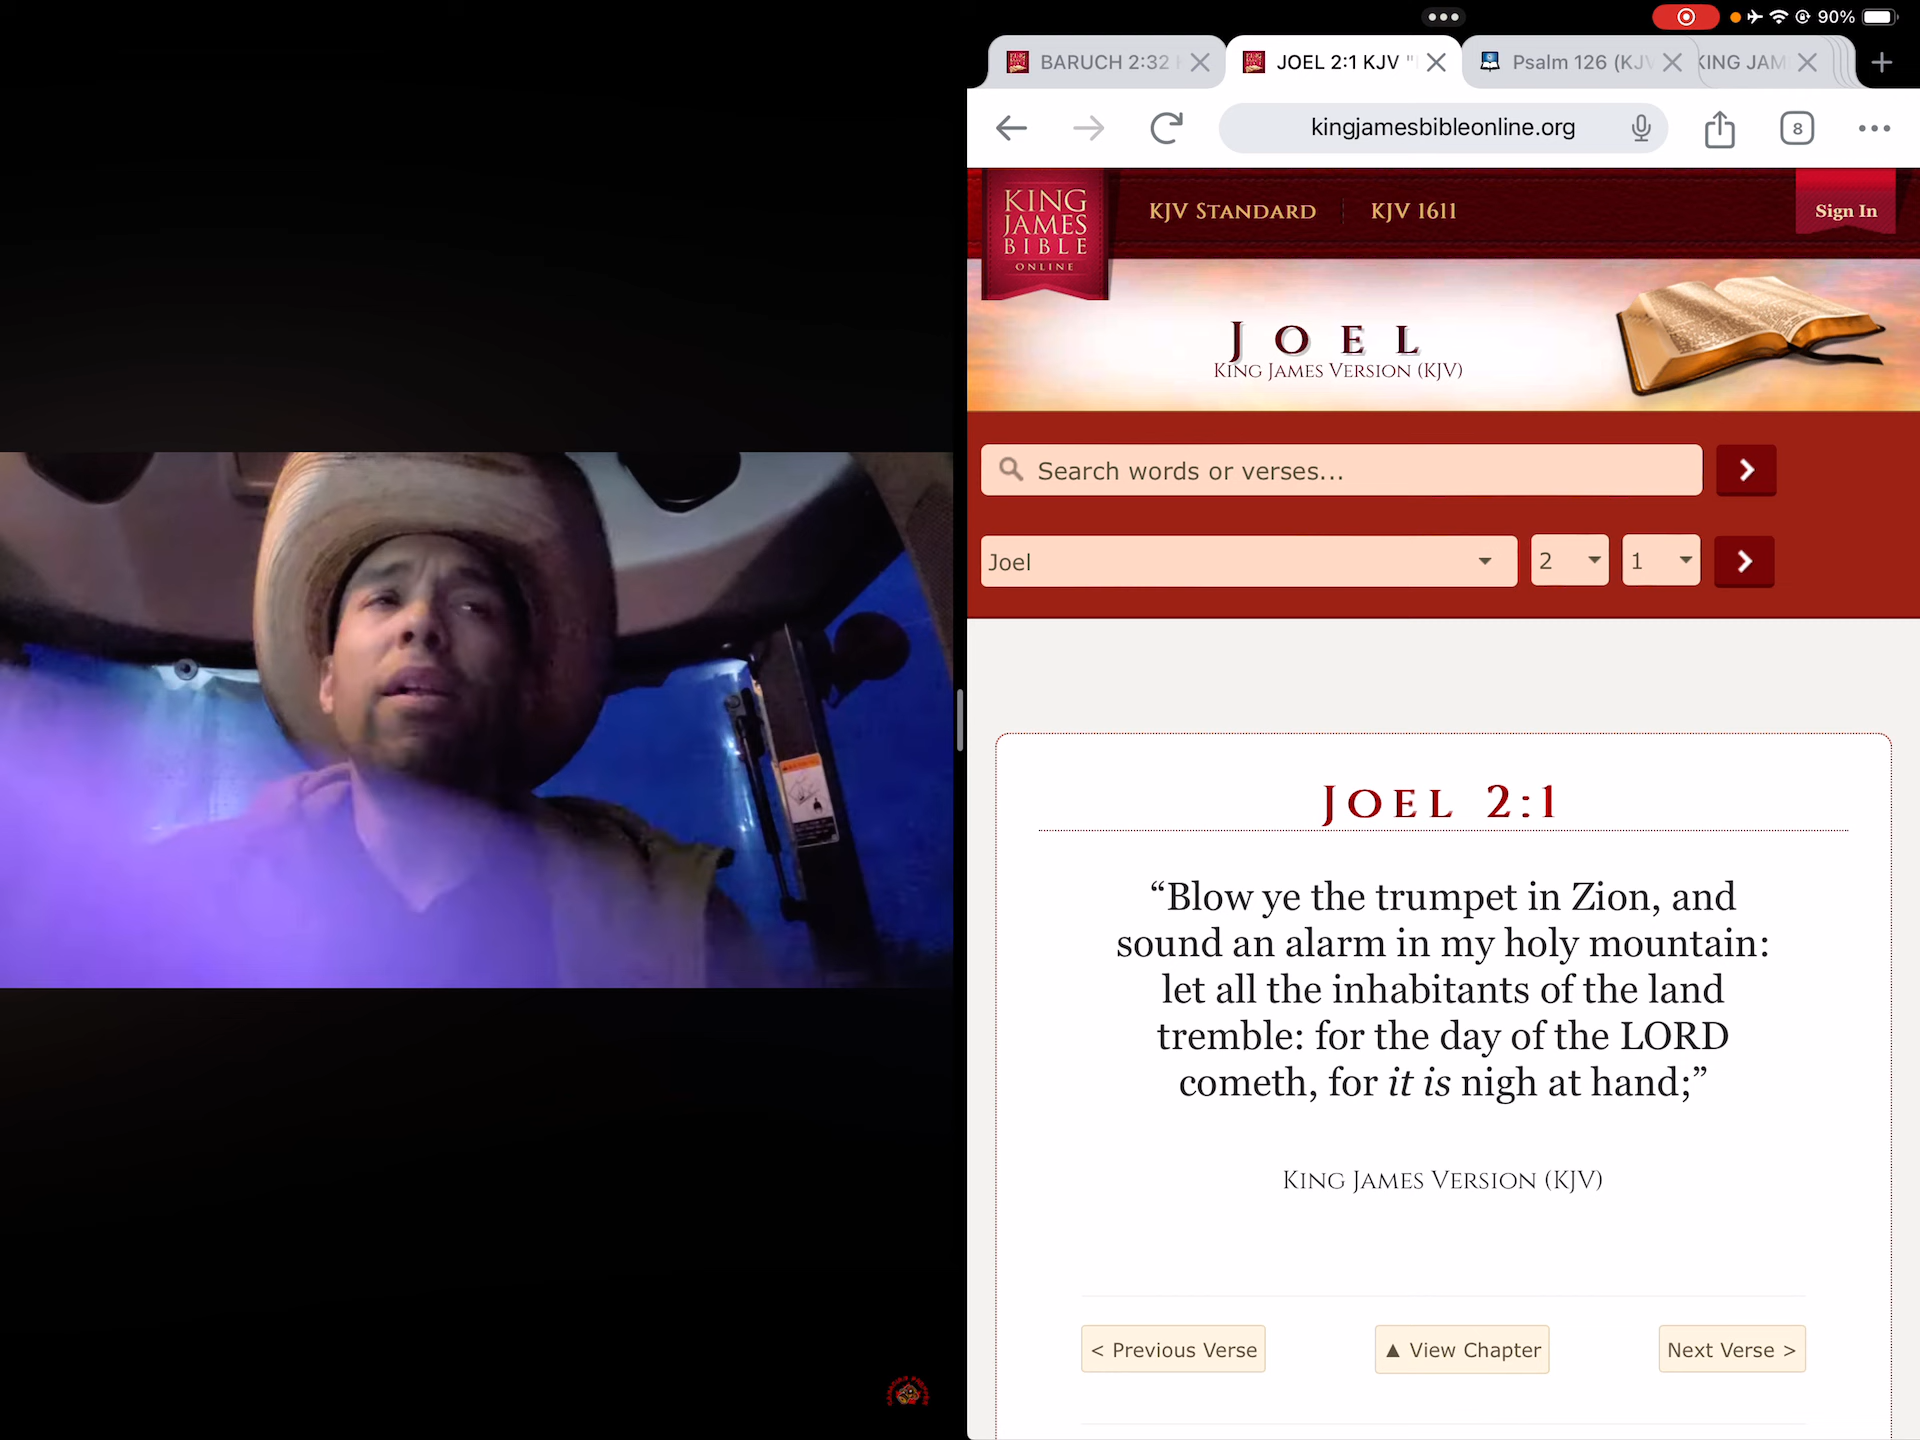 90%
BARUCH 2:32
JOEL 2:1 KJV "
Psalm 126 (KJV
KING JAM
kingjamesbibleonline.org
8
KING
JAMES
BIBLE
ONLINE
KJV STANDARD
KJV 1611
Sign In
JOEL
KING JAMES VERSION (KJV)
Search words or verses...
Joel
2
1
JOEL 2:1
“Blow ye the trumpet in Zion, and
sound an alarm in my holy mountain:
let all the inhabitants of the land
tremble: for the day of the LORD
cometh, for it is nigh at hand;”
KING JAMES VERSION (KJV)
< Previous Verse
▲ View Chapter
Next Verse >